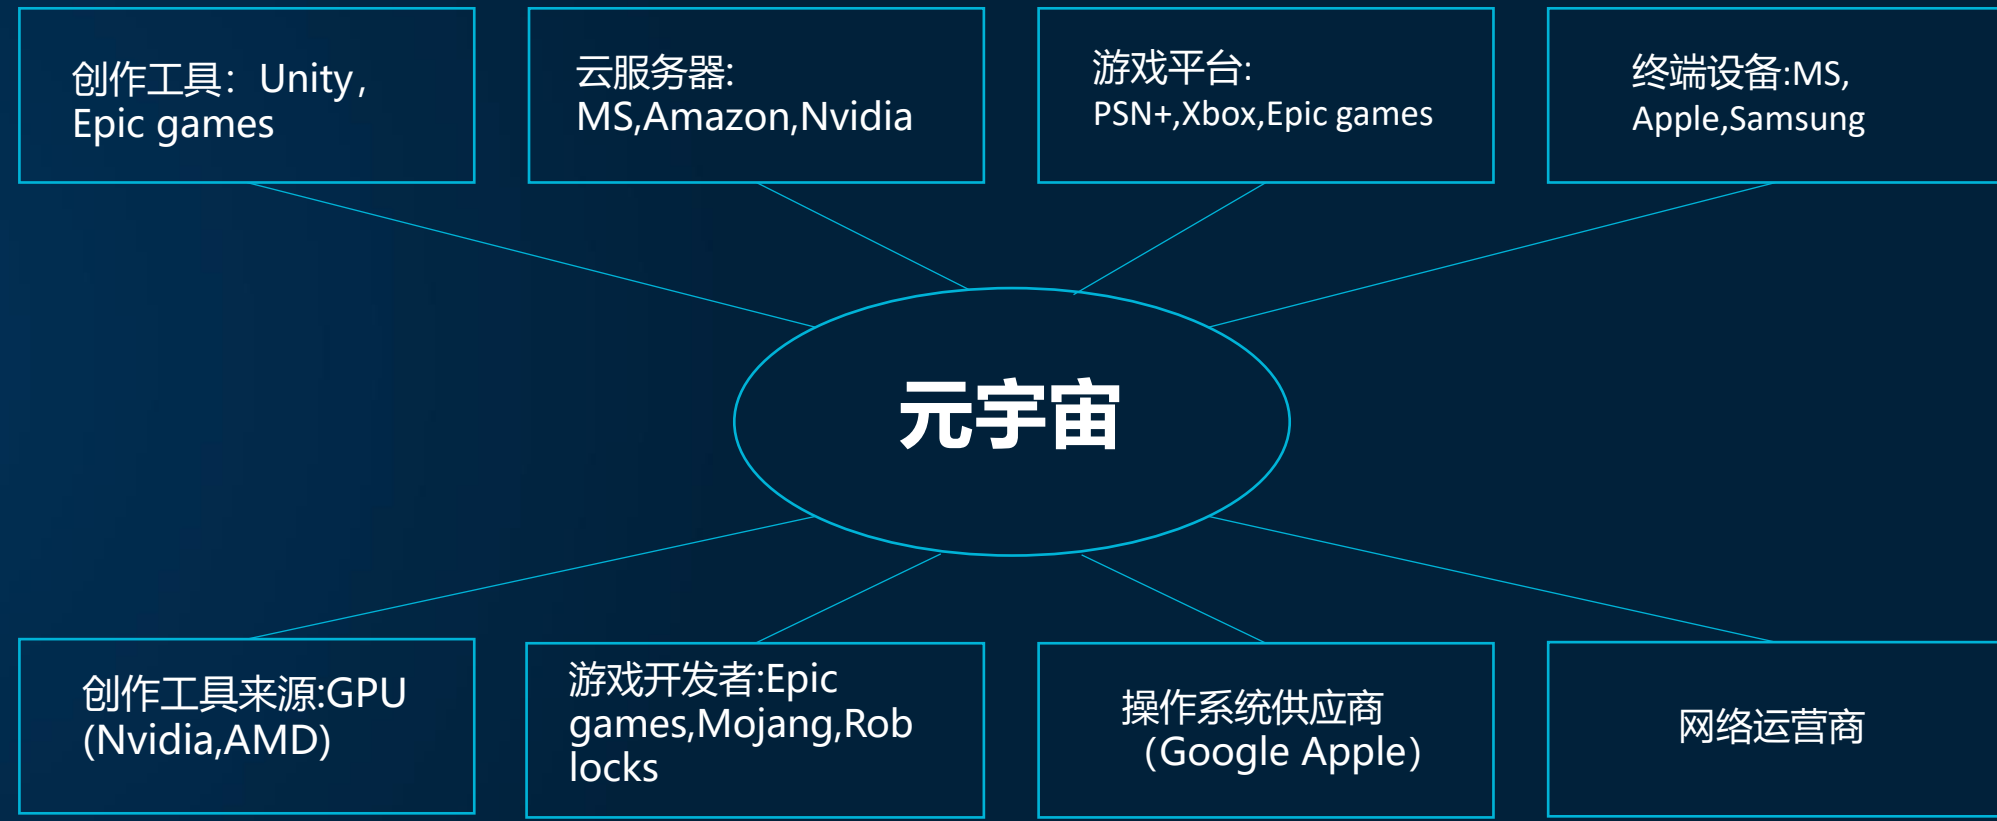 创作工具：Unity，
Epic games
云服务器:
MS,Amazon,Nvidia
游戏平台:
PSN+,Xbox,Epic games
终端设备:MS,
Apple,Samsung
元宇宙
创作工具来源:GPU
(Nvidia,AMD)
游戏开发者:Epic
games,Mojang,Rob
locks
操作系统供应商
（Google Apple）
网络运营商